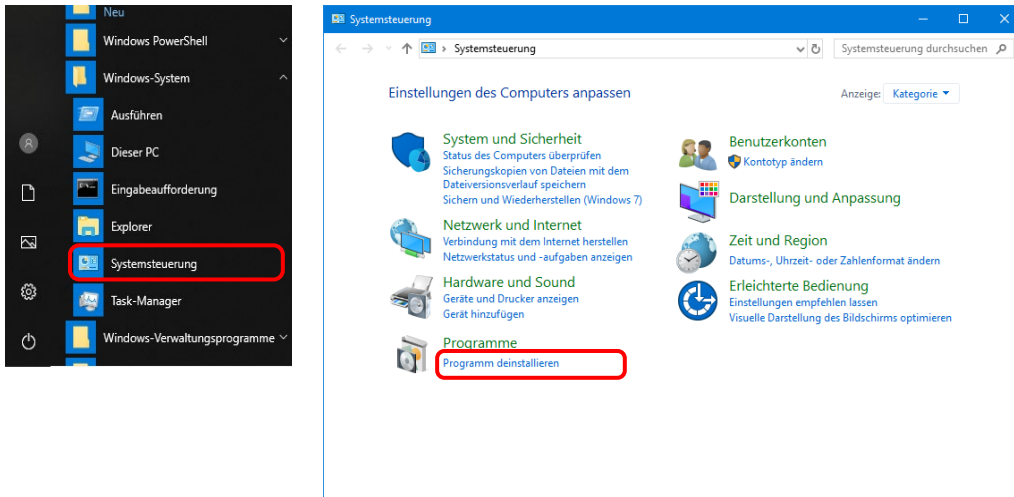 Neu
Windows PowerShell
Windows-System
Ausführen
Dieser PC
Eingabeaufforderung
Explorer
Systemsteuerung
Task-Manager
Windows-Verwaltungsprogramme
Systemsteuerung
Systemsteuerung
Systemsteuerung durchsuchen
Einstellungen des Computers anpassen
Anzeige: Kategorie
System und Sicherheit
Status des Computers überprüfen
Sicherungskopien von Dateien mit dem
Dateiversionsverlauf speichern
Sichern und Wiederherstellen (Windows 7)
Netzwerk und Internet
Verbindung mit dem Internet herstellen
Netzwerkstatus und -aufgaben anzeigen
Hardware und Sound
Geräte und Drucker anzeigen
Gerät hinzufügen
Programme
Programm deinstallieren
Benutzerkonten
Kontotyp ändern
Darstellung und Anpassung
Zeit und Region
Datums-, Uhrzeit- oder Zahlenformat ändern
Erleichterte Bedienung
Einstellungen empfehlen lassen
Visuelle Darstellung des Bildschirms optimieren